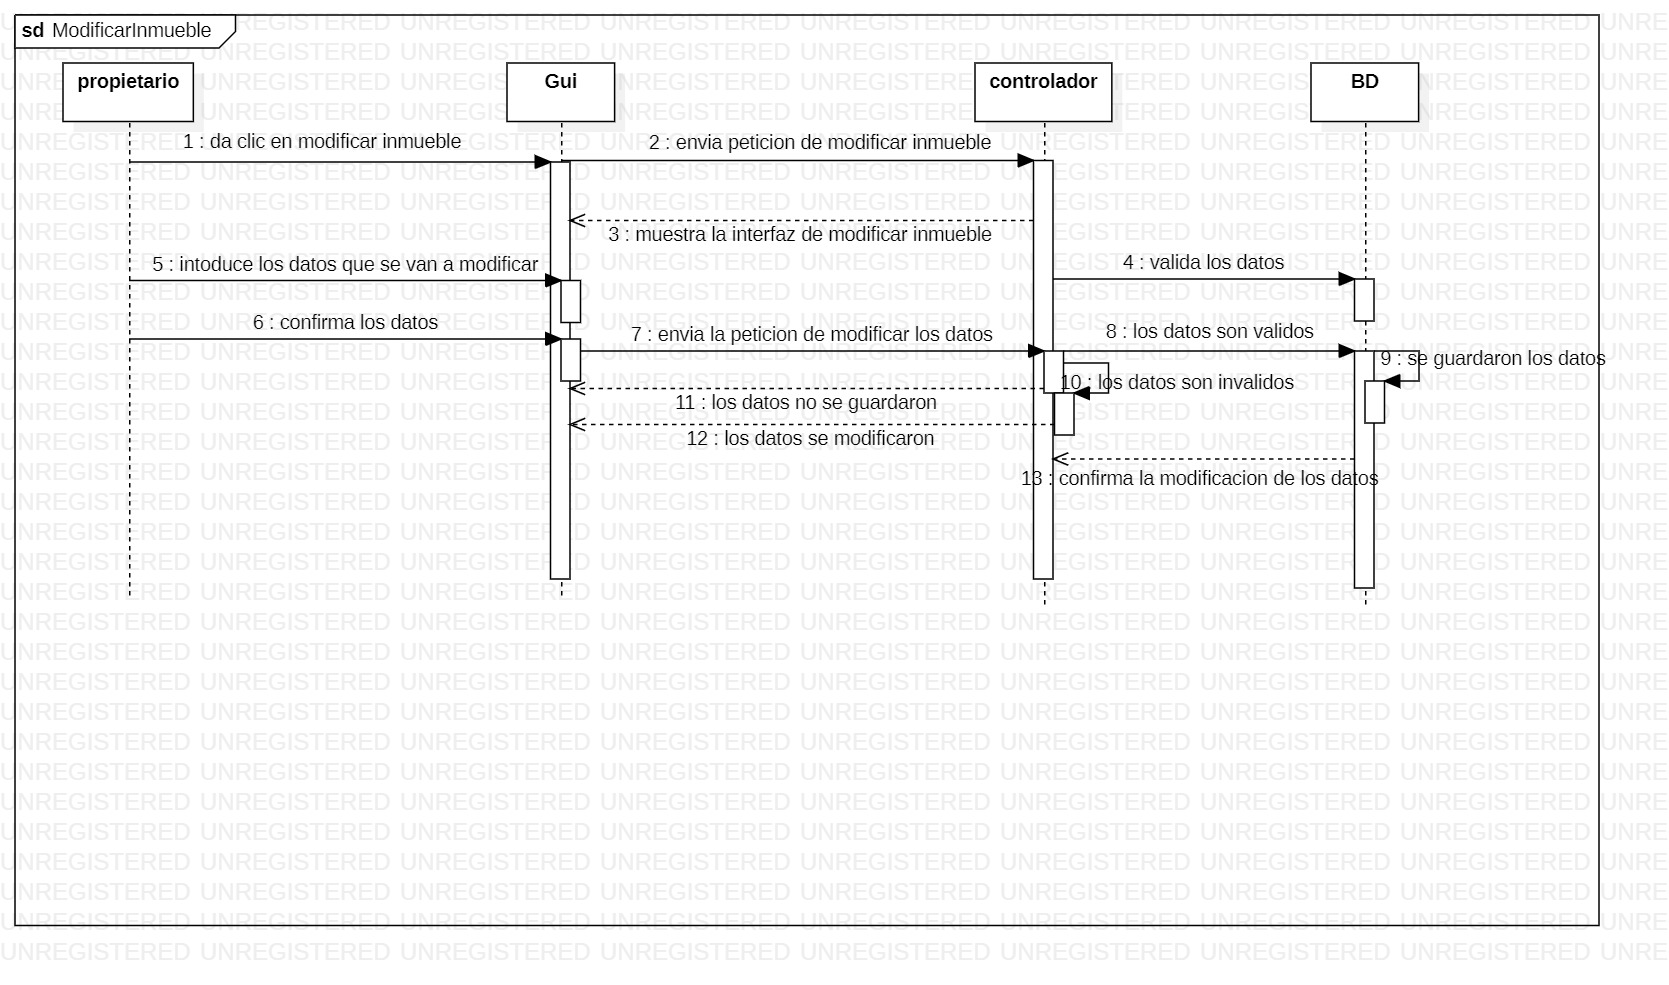 sd ModificarInmueble
propietario
Gui
controlador
BD
1 : da clic en modificar inmueble
2 : envia peticion de modificar inmueble
3 : muestra la interfaz de modificar inmueble
5 : intoduce los datos que se van a modificar
4 : valida los datos
6 : confirma los datos
7 : envia la peticion de modificar los datos
8 : los datos son validos
9 : se guardaron los datos
10 : los datos son invalidos
11 : los datos no se guardaron
12 : los datos se modificaron
13 : confirma la modificacion de los datos
UNREGISTERED